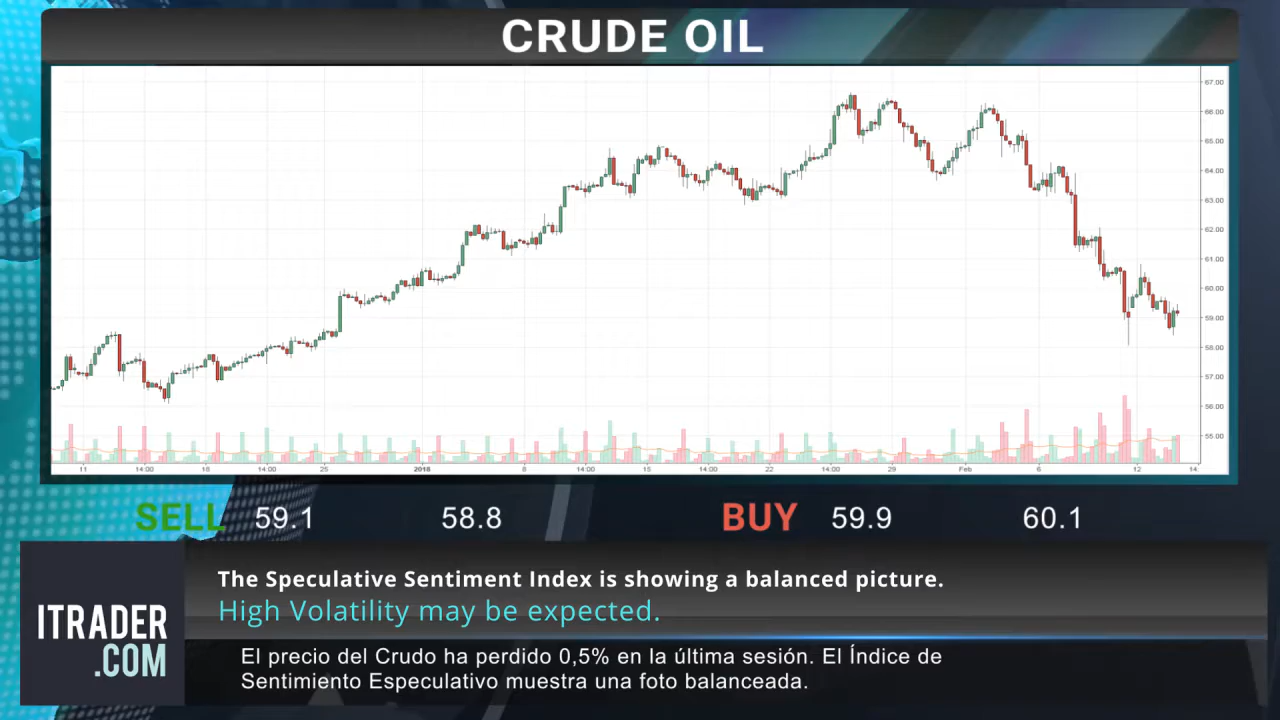 CRUDE OIL
67.00
66.00
65.00
64.00
63.00
62.00
61.00
60.00
59.00
58.00
57.00
56.00
55.00
11 14:00 18 14:00 25 2018 8 14:00 15 14:00 22 14:00 29 Feb 6 12 14:
SELL 59.1 58.8 BUY 59.9 60.1
The Speculative Sentiment Index is showing a balanced picture.
High Volatility may be expected.
ITRADER
.COM
El precio del Crudo ha perdido 0,5% en la última sesión. El Índice de
Sentimiento Especulativo muestra una foto balanceada.